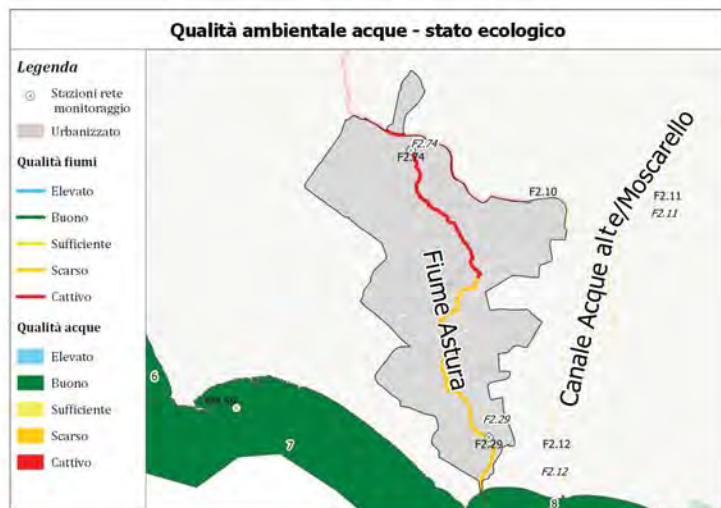 Qualità ambientale acque - stato ecologico
Legenda
Stazioni rete
monitoraggio
Urbanizzato
Qualità fiumi
Elevato
Buono
Sufficiente
Scarso
Cattivo
Qualità acque
Elevato
Buono
Sufficiente
Scarso
Cattivo
F2.74
F2.74
F2.10
F2.11
F2.11
Fiume Astura
Canale Acque alte/Moscarello
6
7
F2.29
F2.29
F2.12
F2.12
8